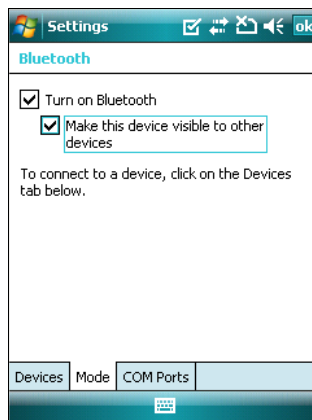 Settings
ok
Bluetooth
Turn on Bluetooth
Make this device visible to other
devices
To connect to a device, click on the Devices
tab below.
Devices Mode COM Ports